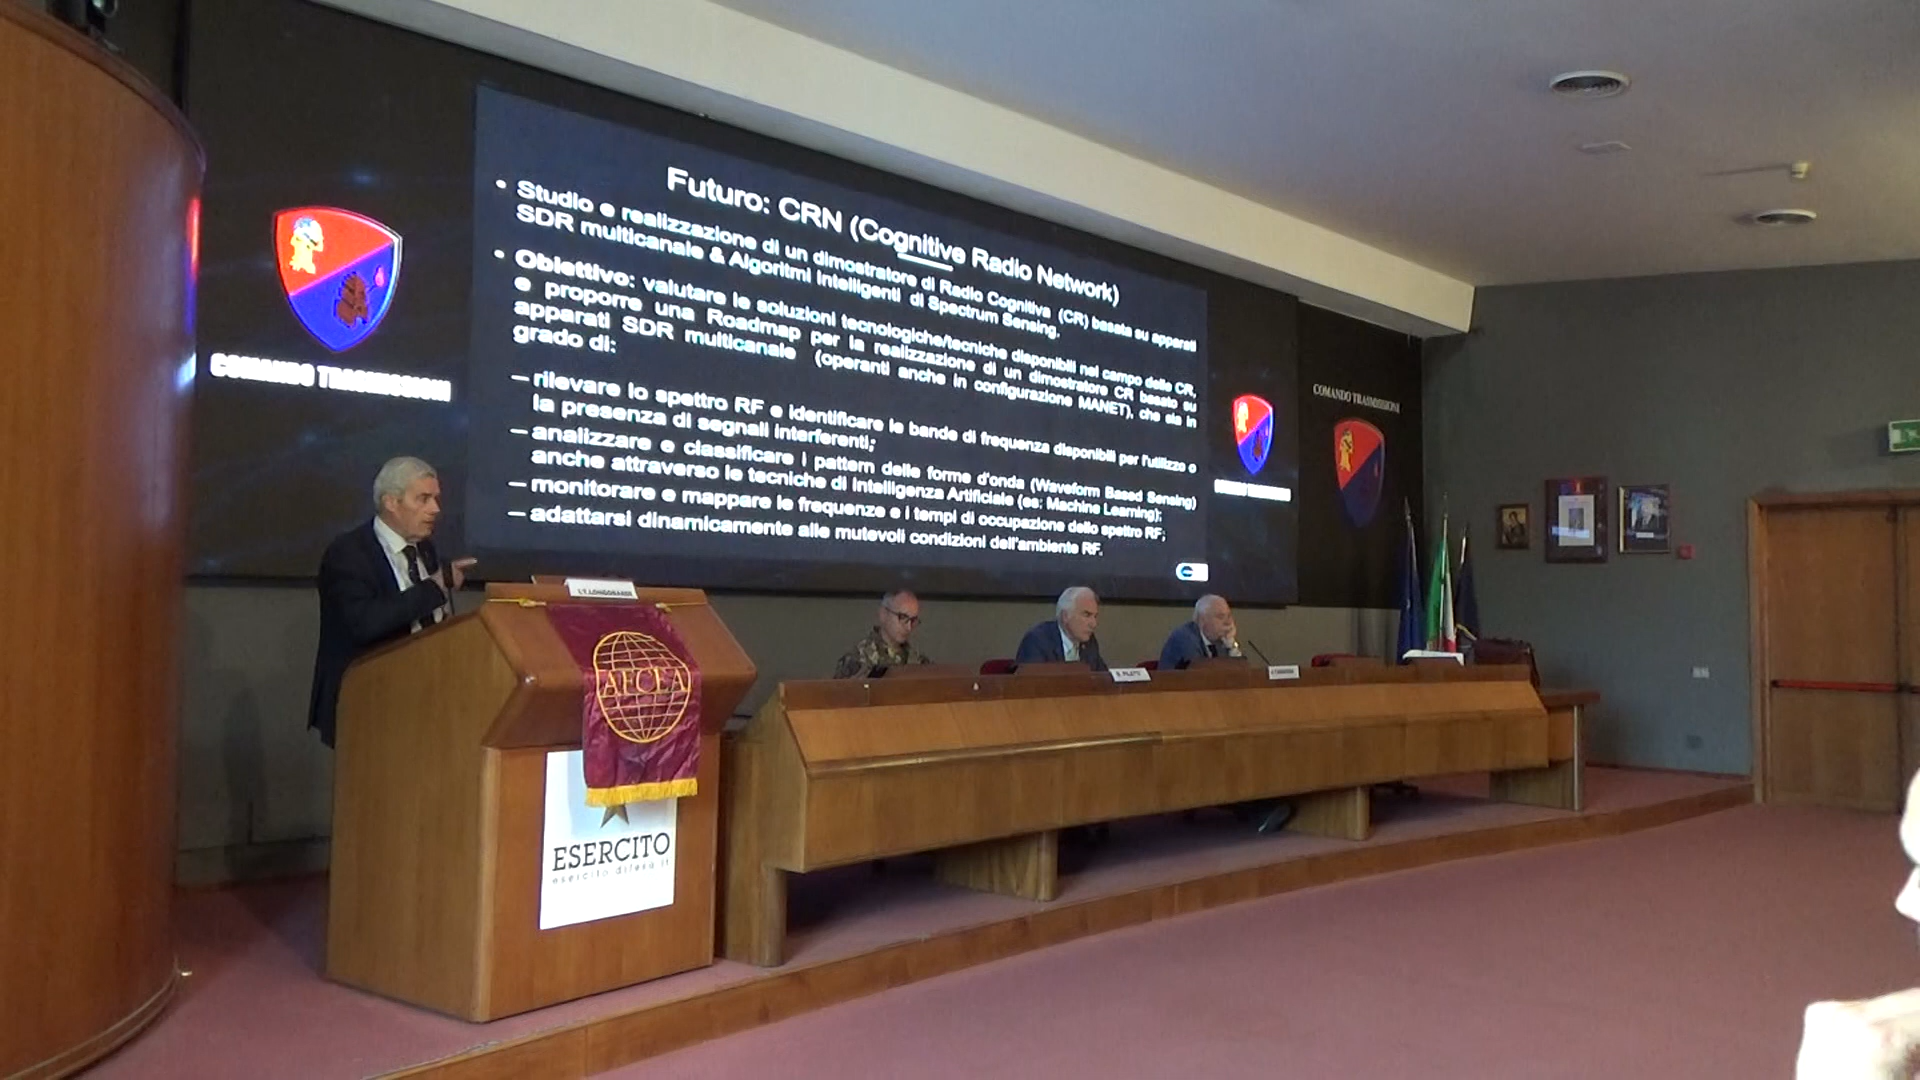 Futuro: CRN (Cognitive Radio Network)
• Studio e realizzazione di un dimostratore di Radio Cognitiva (CR) basata su apparati
SDR multicanale & Algoritmi Intelligenti di Spectrum Sensing.
• Obiettivo: valutare le soluzioni tecnologiche/tecniche disponibili nel campo delle CR,
e proporre una Roadmap per la realizzazione di un dimostratore CR basato su
apparati SDR multicanale (operanti anche in configurazione MANET), che sia in
grado di:
– rilevare lo spettro RF e identificare le bande di frequenza disponibili per l'utilizzo o
la presenza di segnali interferenti;
– analizzare e classificare i pattern delle forme d'onda (Waveform Based Sensing)
anche attraverso le tecniche di Intelligenza Artificiale (es: Machine Learning);
– monitorare e mappare le frequenze e i tempi di occupazione dello spettro RF;
– adattarsi dinamicamente alle mutevoli condizioni dell'ambiente RF.
COMANDO TRASMISSIONI
COMANDO TRASMISSIONI
COMANDO TRASMISSIONI
AFCEA
ESERCITO
esercito.difesa.it